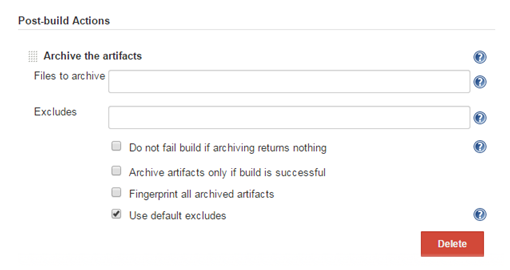 Post-build Actions
Archive the artifacts
Files to archive
Excludes
Do not fail build if archiving returns nothing
Archive artifacts only if build is successful
Fingerprint all archived artifacts
Use default excludes
Delete